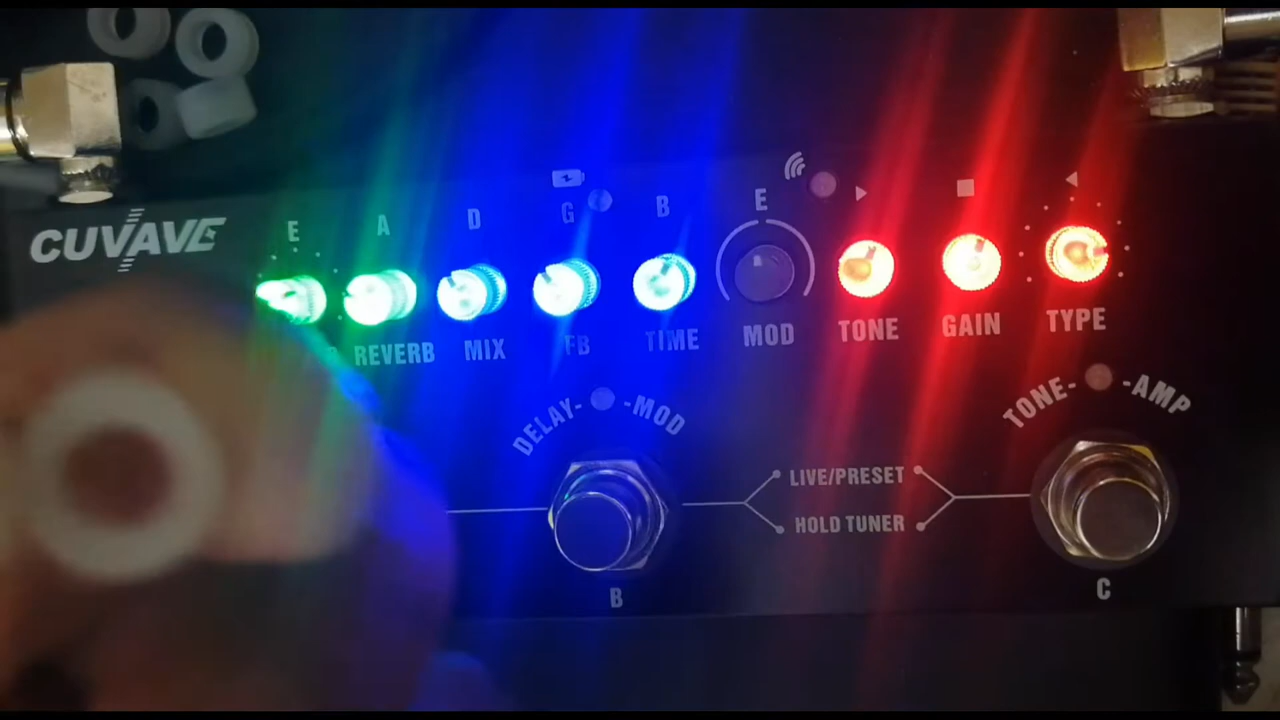 CUVAVE
E A D G B E
REVERB MIX FB TIME MOD TONE GAIN TYPE
DELAY- -MOD
TONE- -AMP
LIVE/PRESET
HOLD TUNER
B
C